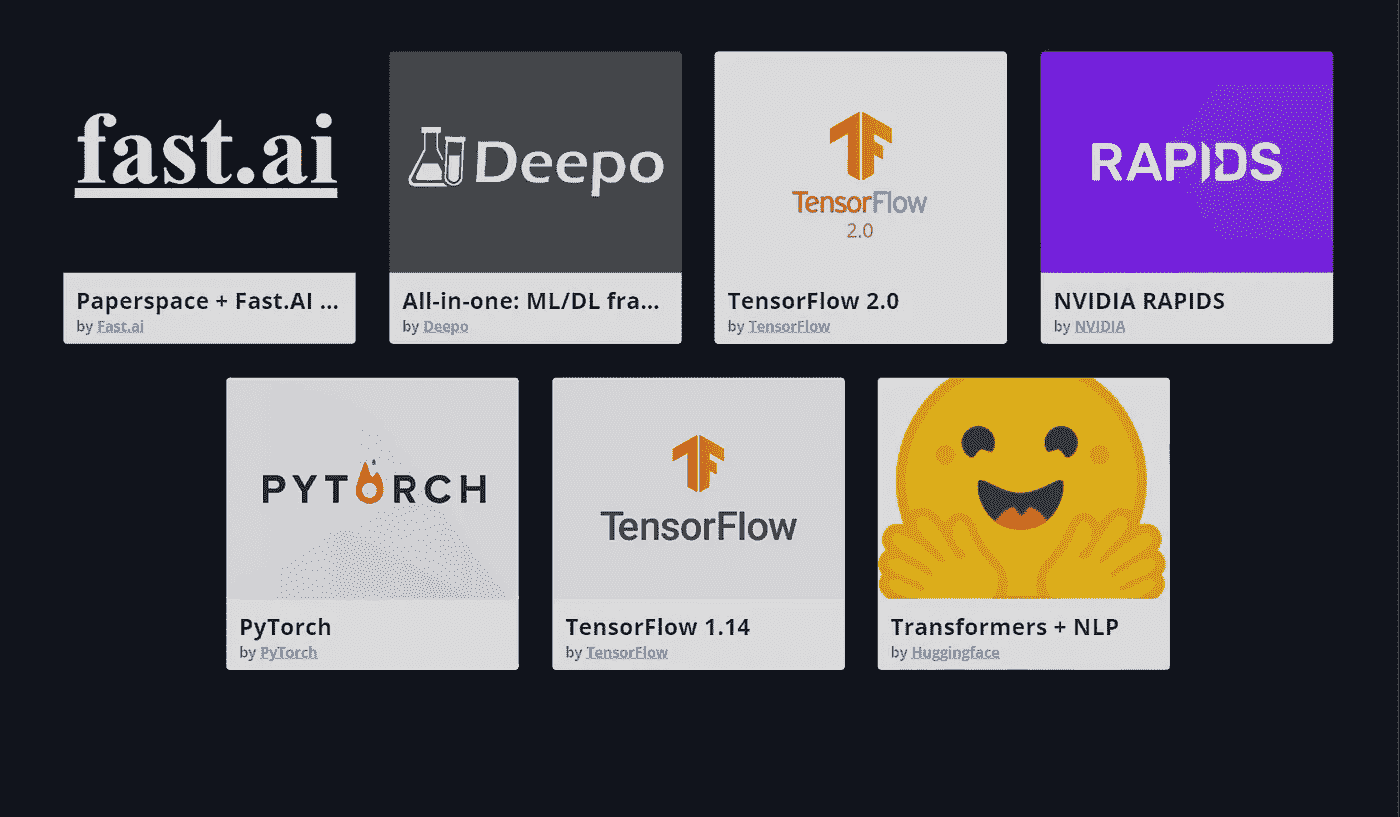 fast.ai
Paperspace + Fast.AI ...
by Fast.ai
Deepo
All-in-one: ML/DL fra...
by Deepo
TensorFlow
2.0
TensorFlow 2.0
by TensorFlow
RAPIDS
NVIDIA RAPIDS
by NVIDIA
PYTORCH
PyTorch
by PyTorch
TensorFlow
TensorFlow 1.14
by TensorFlow
Transformers + NLP
by Huggingface